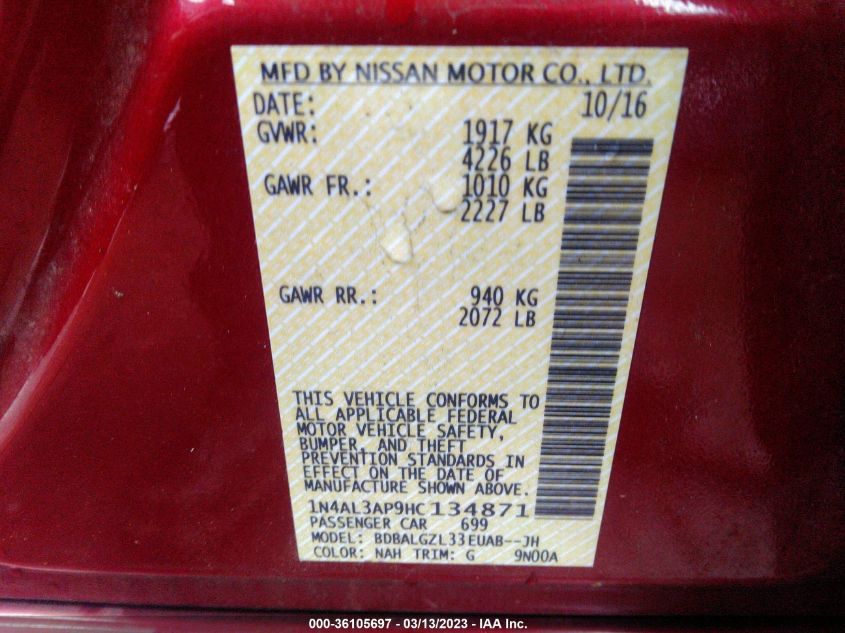 MFD BY NISSAN MOTOR CO., LTD.
DATE: 10/16
GVWR: 1917 KG
4226 LB
GAWR FR.: 1010 KG
2227 LB
GAWR RR.: 940 KG
2072 LB
THIS VEHICLE CONFORMS TO
ALL APPLICABLE FEDERAL
MOTOR VEHICLE SAFETY,
BUMPER, AND THEFT
PREVENTION STANDARDS IN
EFFECT ON THE DATE OF
MANUFACTURE SHOWN ABOVE.
1N4AL3AP9HC134871
PASSENGER CAR 699
MODEL: BDBALGZL33EUAB--JH
COLOR: NAH TRIM: G 9N00A
000-36105697 — 03/13/2023 — IAA Inc.